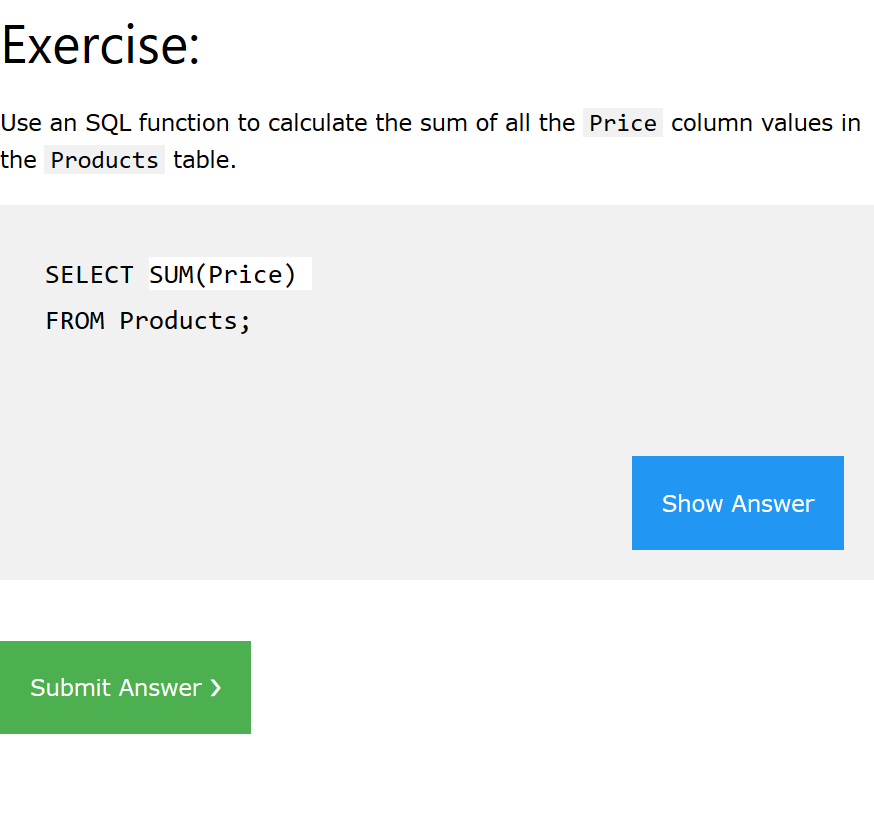 Exercise:
Use an SQL function to calculate the sum of all the Price column values in
the Products table.
SELECT SUM(Price)
FROM Products;
Show Answer
Submit Answer ❯